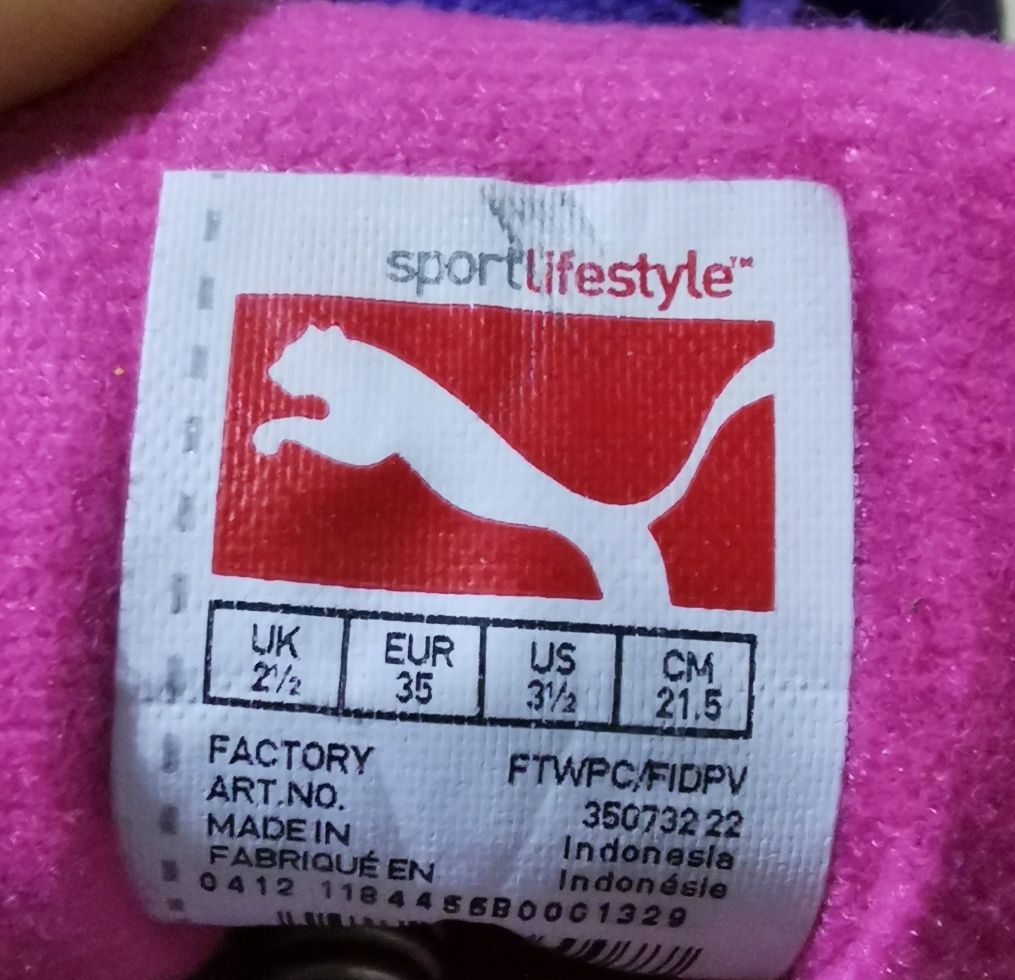 sportlifestyle™
UK EUR US CM
2½ 35 3½ 21.5
FACTORY FTWPC/FIDPV
ART.NO. 350732 22
MADE IN Indonesia
FABRIQUÉ EN Indonésie
0412